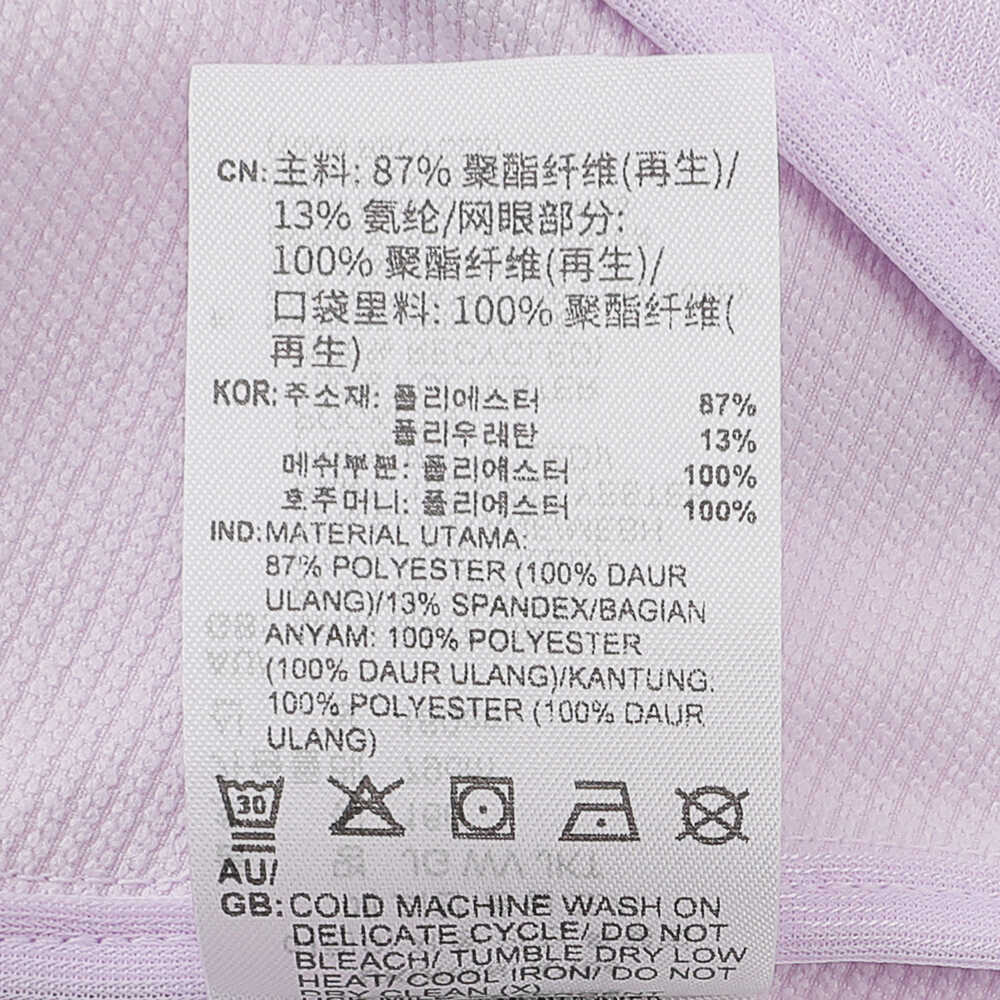 CN: 主料: 87% 聚酯纤维(再生)/
13% 氨纶/网眼部分:
100% 聚酯纤维(再生)/
口袋里料: 100% 聚酯纤维(
再生)
KOR: 주소재: 폴리에스터 87%
폴리우레탄 13%
메쉬부분: 폴리에스터 100%
호주머니: 폴리에스터 100%
IND: MATERIAL UTAMA:
87% POLYESTER (100% DAUR
ULANG)/13% SPANDEX/BAGIAN
ANYAM: 100% POLYESTER
(100% DAUR ULANG)/KANTUNG:
100% POLYESTER (100% DAUR
ULANG)
30
AU/
GB: COLD MACHINE WASH ON
DELICATE CYCLE/ DO NOT
BLEACH/ TUMBLE DRY LOW
HEAT/ COOL IRON/ DO NOT
DRY CLEAN (X)